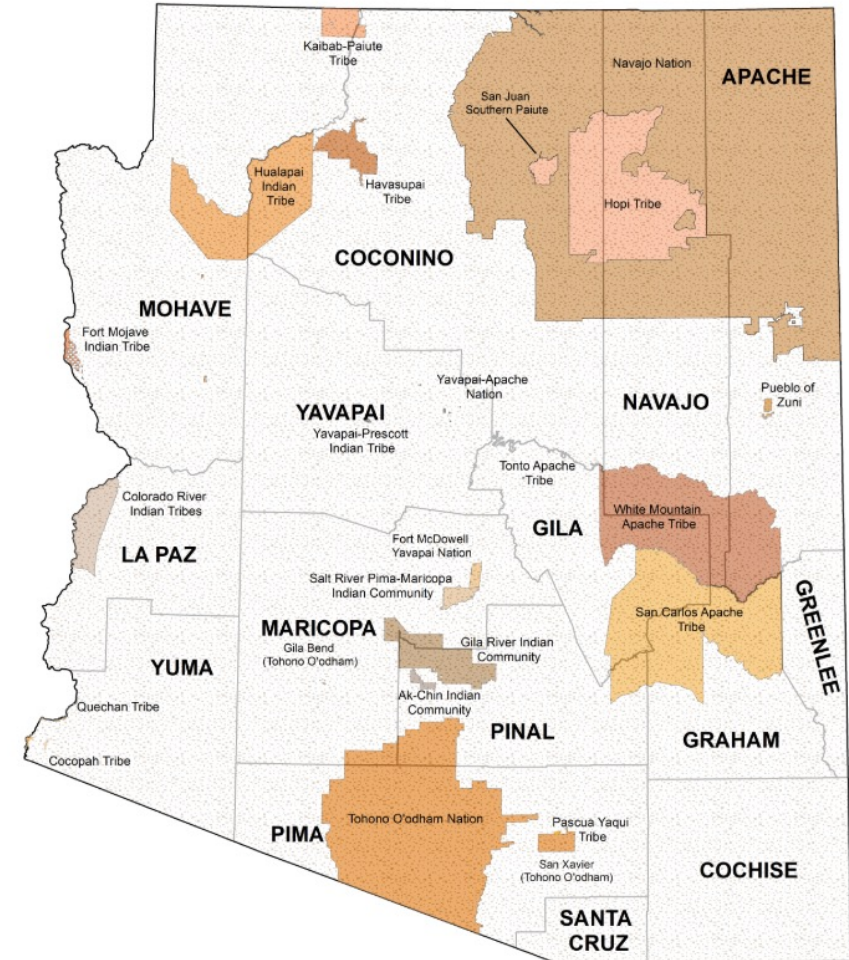 Kaibab-Paiute
Tribe
Navajo Nation
APACHE
San Juan
Southern Paiute
Hualapai
Indian
Tribe
Havasupai
Tribe
Hopi Tribe
COCONINO
MOHAVE
Fort Mojave
Indian Tribe
Yavapai-Apache
Nation
Pueblo of
Zuni
NAVAJO
YAVAPAI
Yavapai-Prescott
Indian Tribe
Tonto Apache
Tribe
Colorado River
Indian Tribes
White Mountain
Apache Tribe
GILA
LA PAZ
Fort McDowell
Yavapai Nation
Salt River Pima-Maricopa
Indian Community
GREENLEE
San Carlos Apache
Tribe
MARICOPA
Gila Bend
(Tohono O'odham)
Gila River Indian
Community
YUMA
Ak-Chin Indian
Community
Quechan Tribe
PINAL
GRAHAM
Cocopah Tribe
Tohono O'odham Nation
Pascua Yaqui
Tribe
PIMA
San Xavier
(Tohono O'odham)
COCHISE
SANTA
CRUZ